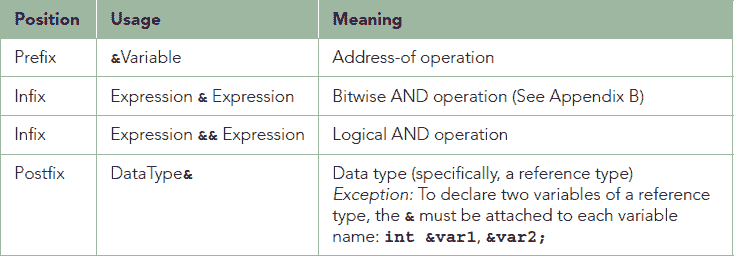 Position Usage Meaning
Prefix &Variable Address-of operation
Infix Expression & Expression Bitwise AND operation (See Appendix B)
Infix Expression && Expression Logical AND operation
Postfix DataType& Data type (specifically, a reference type)
Exception: To declare two variables of a reference
type, the & must be attached to each variable
name: int &var1, &var2;